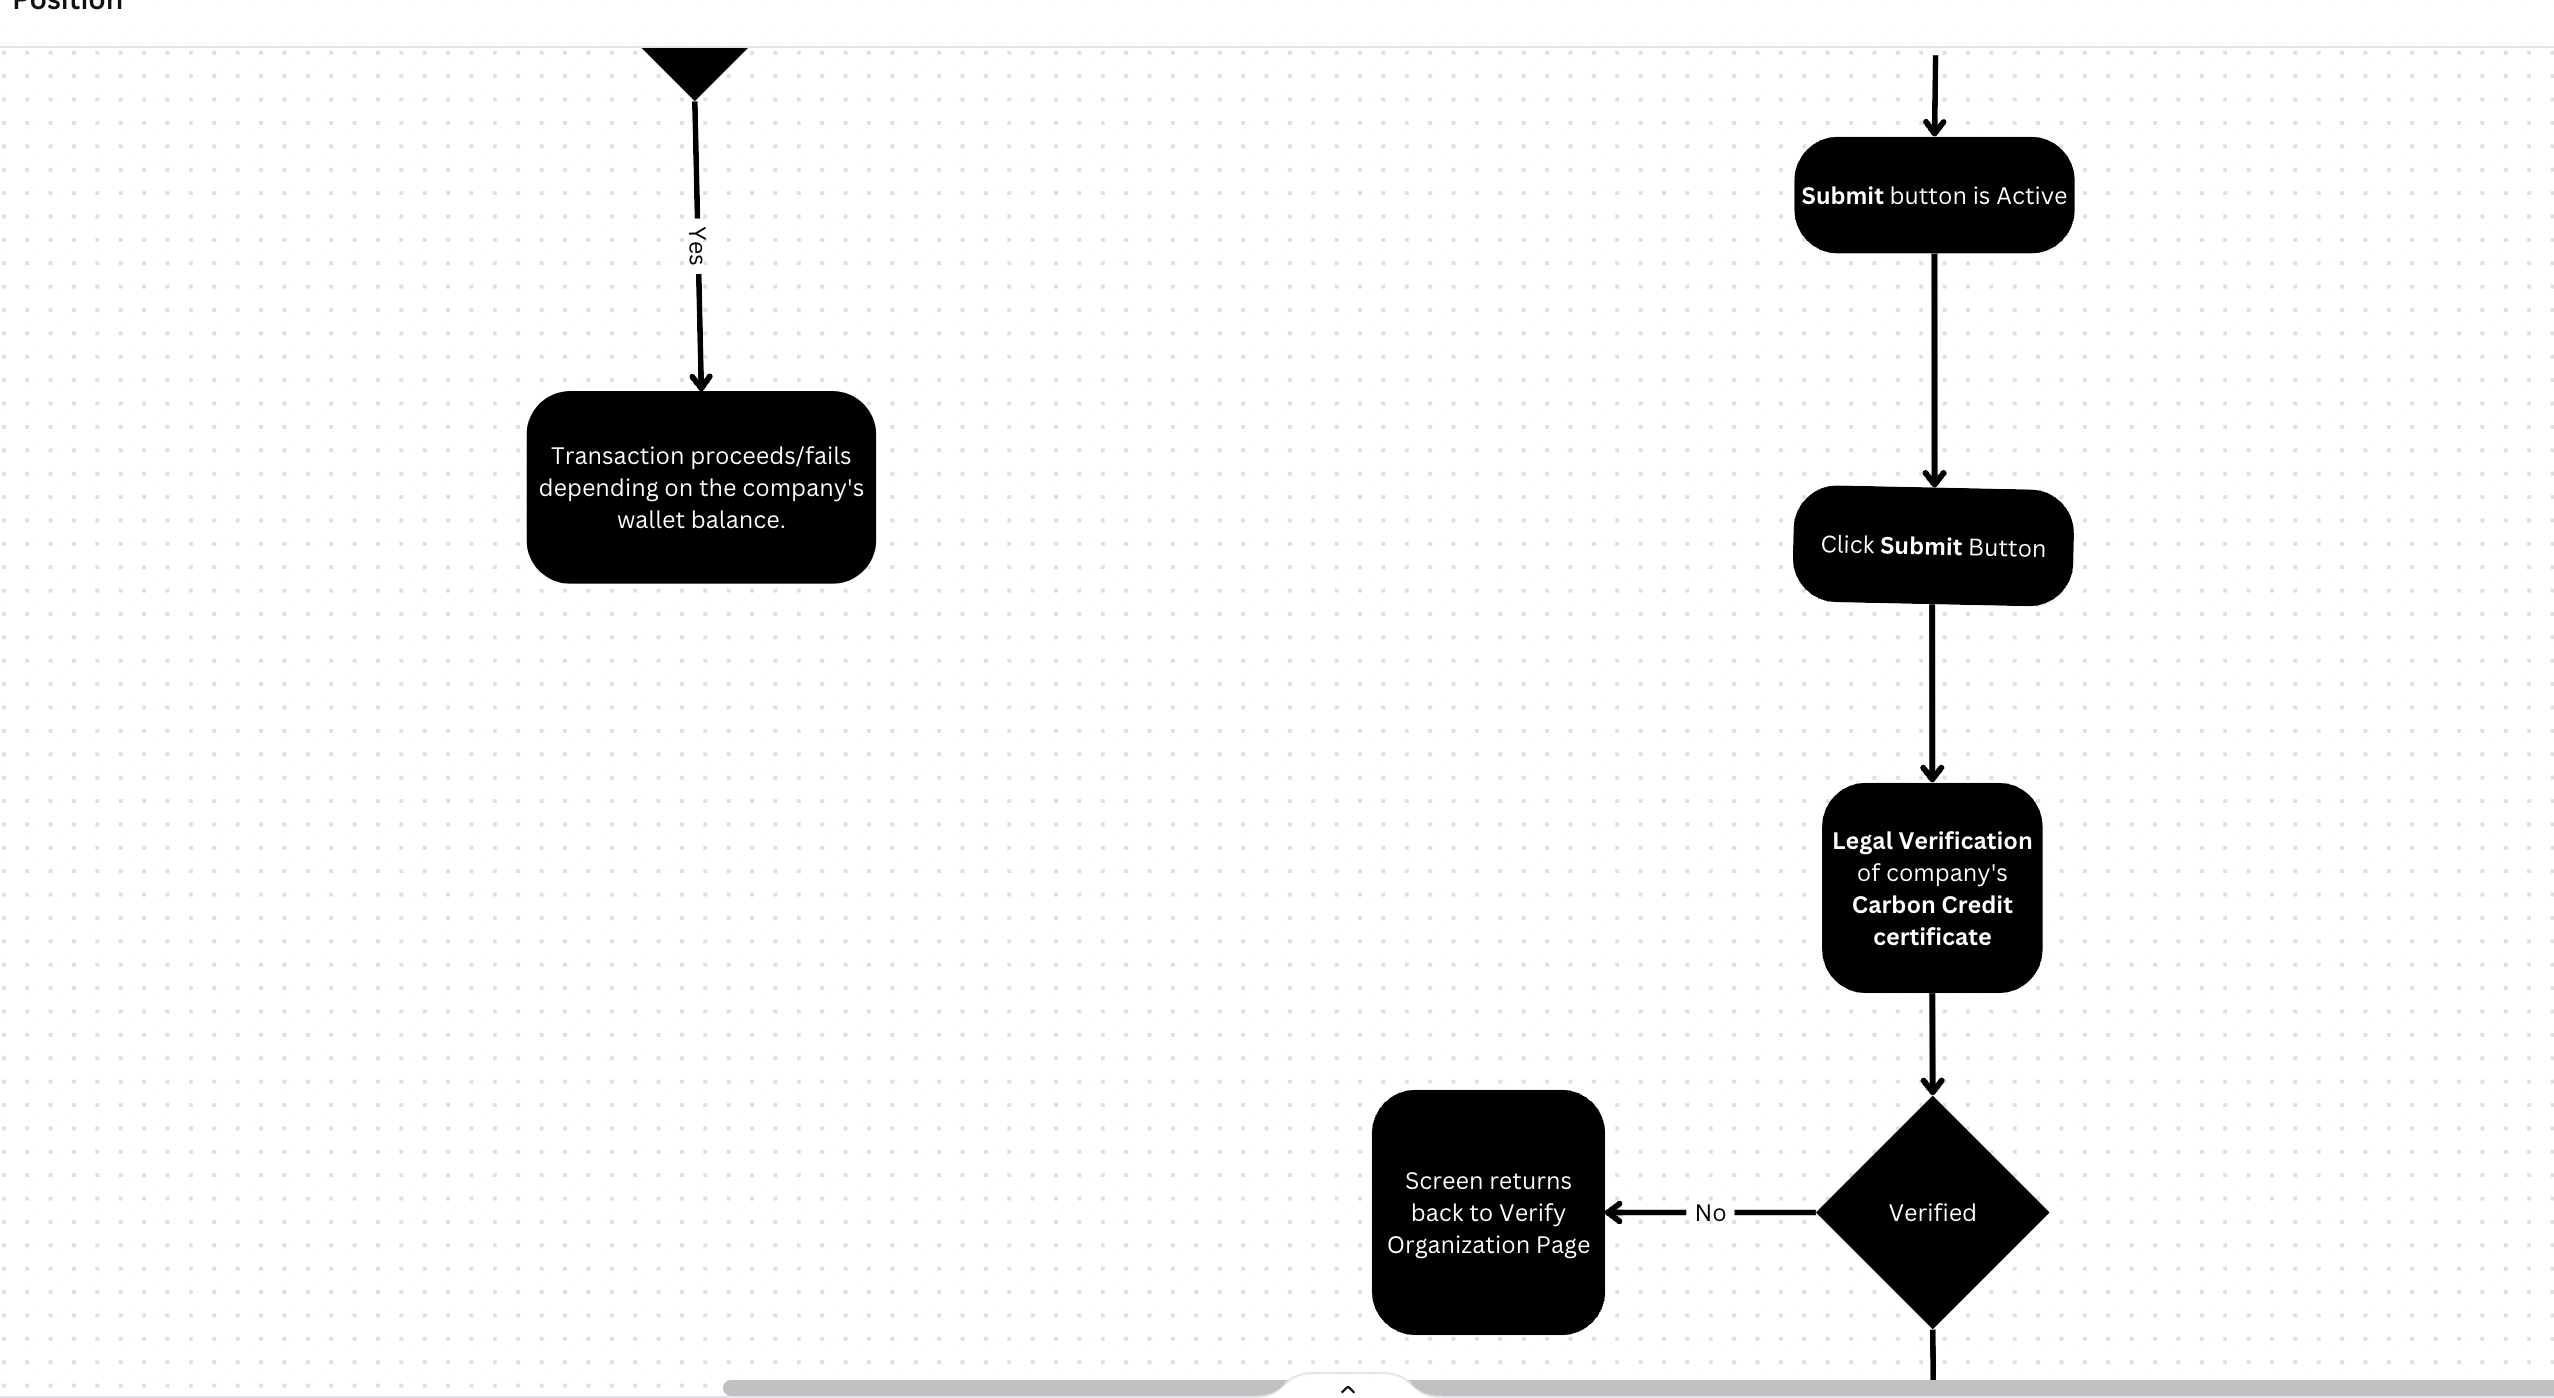 Position
Yes
Transaction proceeds/fails
depending on the company's
wallet balance.
Submit button is Active
Click Submit Button
Legal Verification
of company's
Carbon Credit
certificate
Verified
No
Screen returns
back to Verify
Organization Page